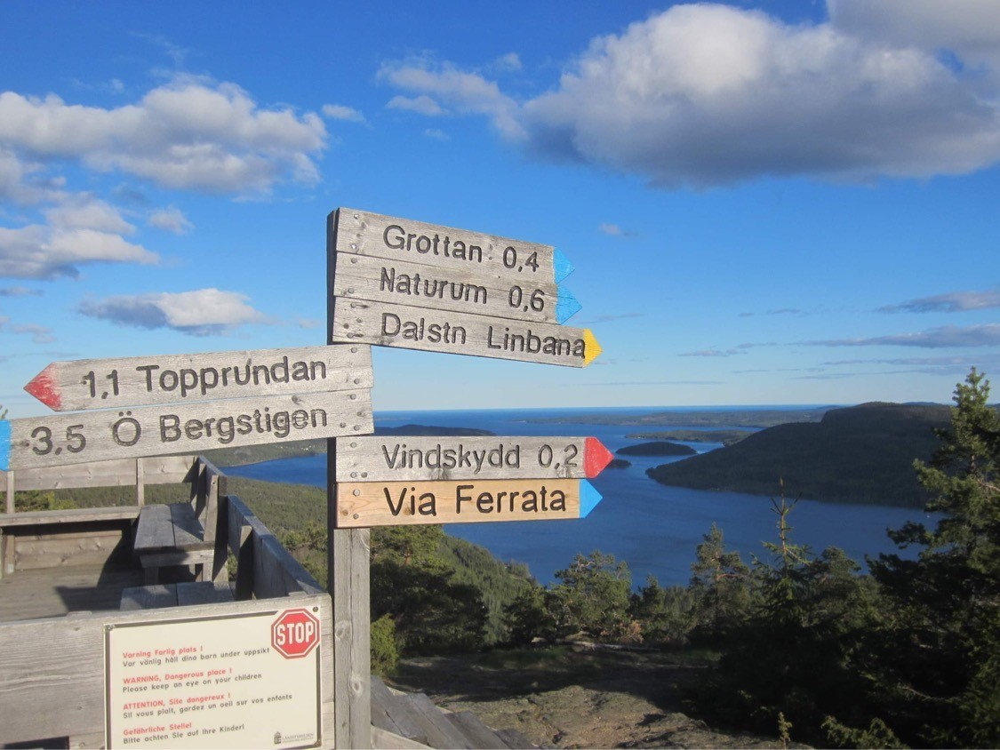 Grottan 0,4
Naturum 0,6
Dalstn Linbana
1,1 Topprundan
3,5 Ö Bergstigen
Vindskydd 0,2
Via Ferrata
STOP
Varning Farlig plats !
Var vänlig håll dina barn under uppsikt
WARNING, Dangerous place !
Please keep an eye on your children
ATTENTION, Site dangereux !
Sil vous plait, gardez un oeil sur vos enfants
Gefährliche Stelle!
Bitte achten Sie auf Ihre Kinder!